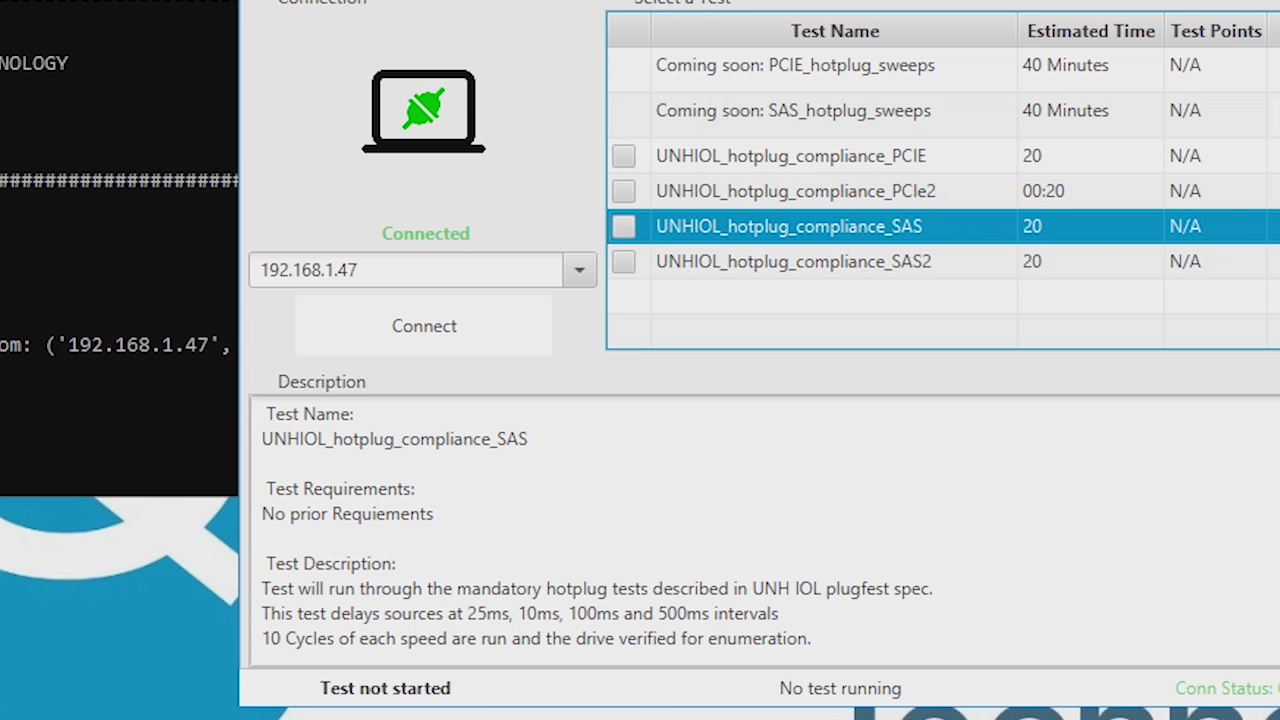 NOLOGY
######################
om: ('192.168.1.47',
Connection
Connected
192.168.1.47
Connect
Select a Test
Test Name Estimated Time Test Points
Coming soon: PCIE_hotplug_sweeps 40 Minutes N/A
Coming soon: SAS_hotplug_sweeps 40 Minutes N/A
UNHIOL_hotplug_compliance_PCIE 20 N/A
UNHIOL_hotplug_compliance_PCIe2 00:20 N/A
UNHIOL_hotplug_compliance_SAS 20 N/A
UNHIOL_hotplug_compliance_SAS2 20 N/A
Description
Test Name:
UNHIOL_hotplug_compliance_SAS
Test Requirements:
No prior Requiements
Test Description:
Test will run through the mandatory hotplug tests described in UNH IOL plugfest spec.
This test delays sources at 25ms, 10ms, 100ms and 500ms intervals
10 Cycles of each speed are run and the drive verified for enumeration.
Test not started No test running Conn Status: